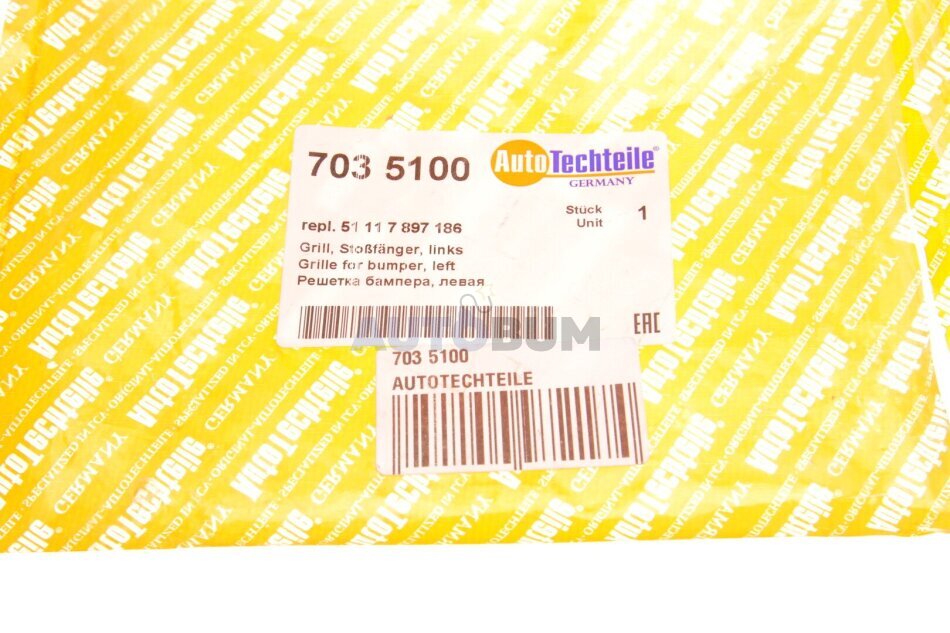 703 5100
AutoTechteile®
GERMANY
Stück 1
Unit
repl. 51 11 7 897 186
Grill, Stoßfänger, links
Grille for bumper, left
Решетка бампера, левая
EAC
AUTOBUM
703 5100
AUTOTECHTEILE